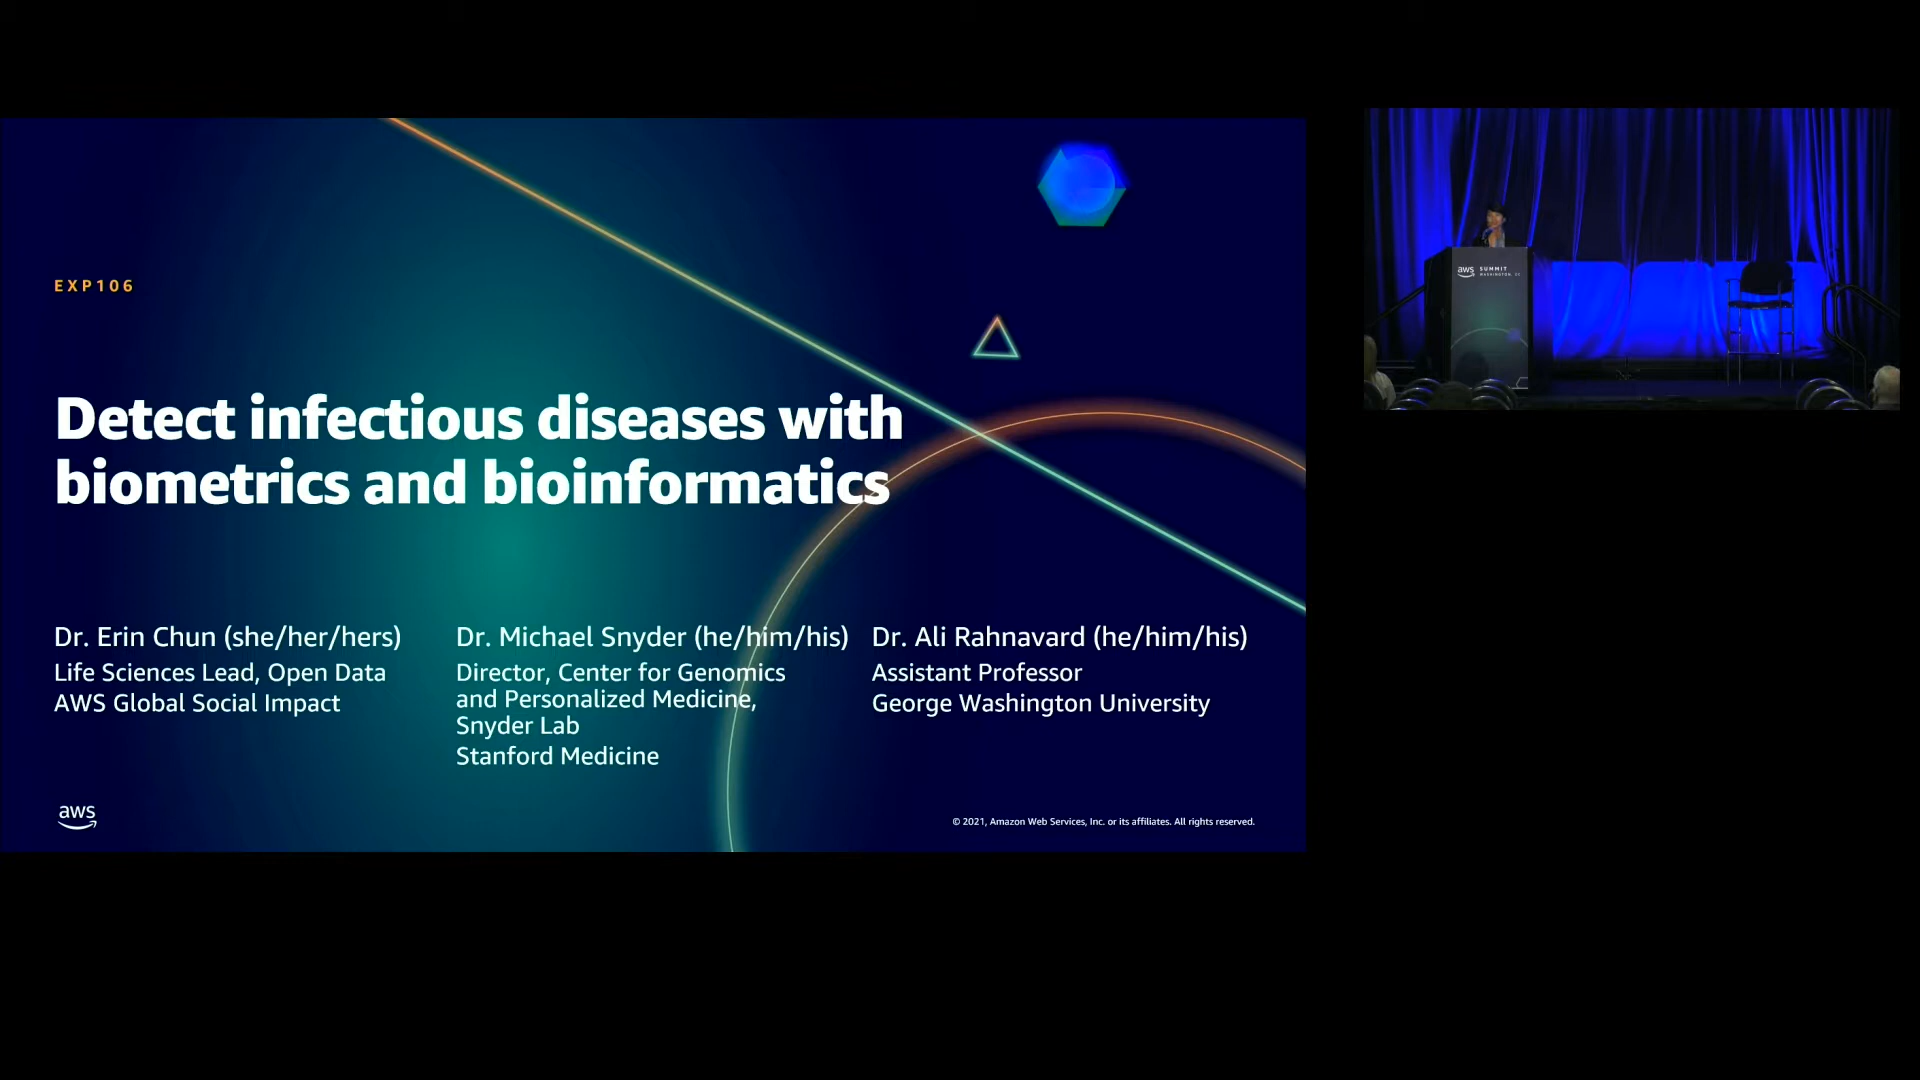 EXP106
Detect infectious diseases with
biometrics and bioinformatics
Dr. Erin Chun (she/her/hers)
Life Sciences Lead, Open Data
AWS Global Social Impact
Dr. Michael Snyder (he/him/his)
Director, Center for Genomics
and Personalized Medicine,
Snyder Lab
Stanford Medicine
Dr. Ali Rahnavard (he/him/his)
Assistant Professor
George Washington University
aws
© 2021, Amazon Web Services, Inc. or its affiliates. All rights reserved.
aws SUMMIT
WASHINGTON, DC